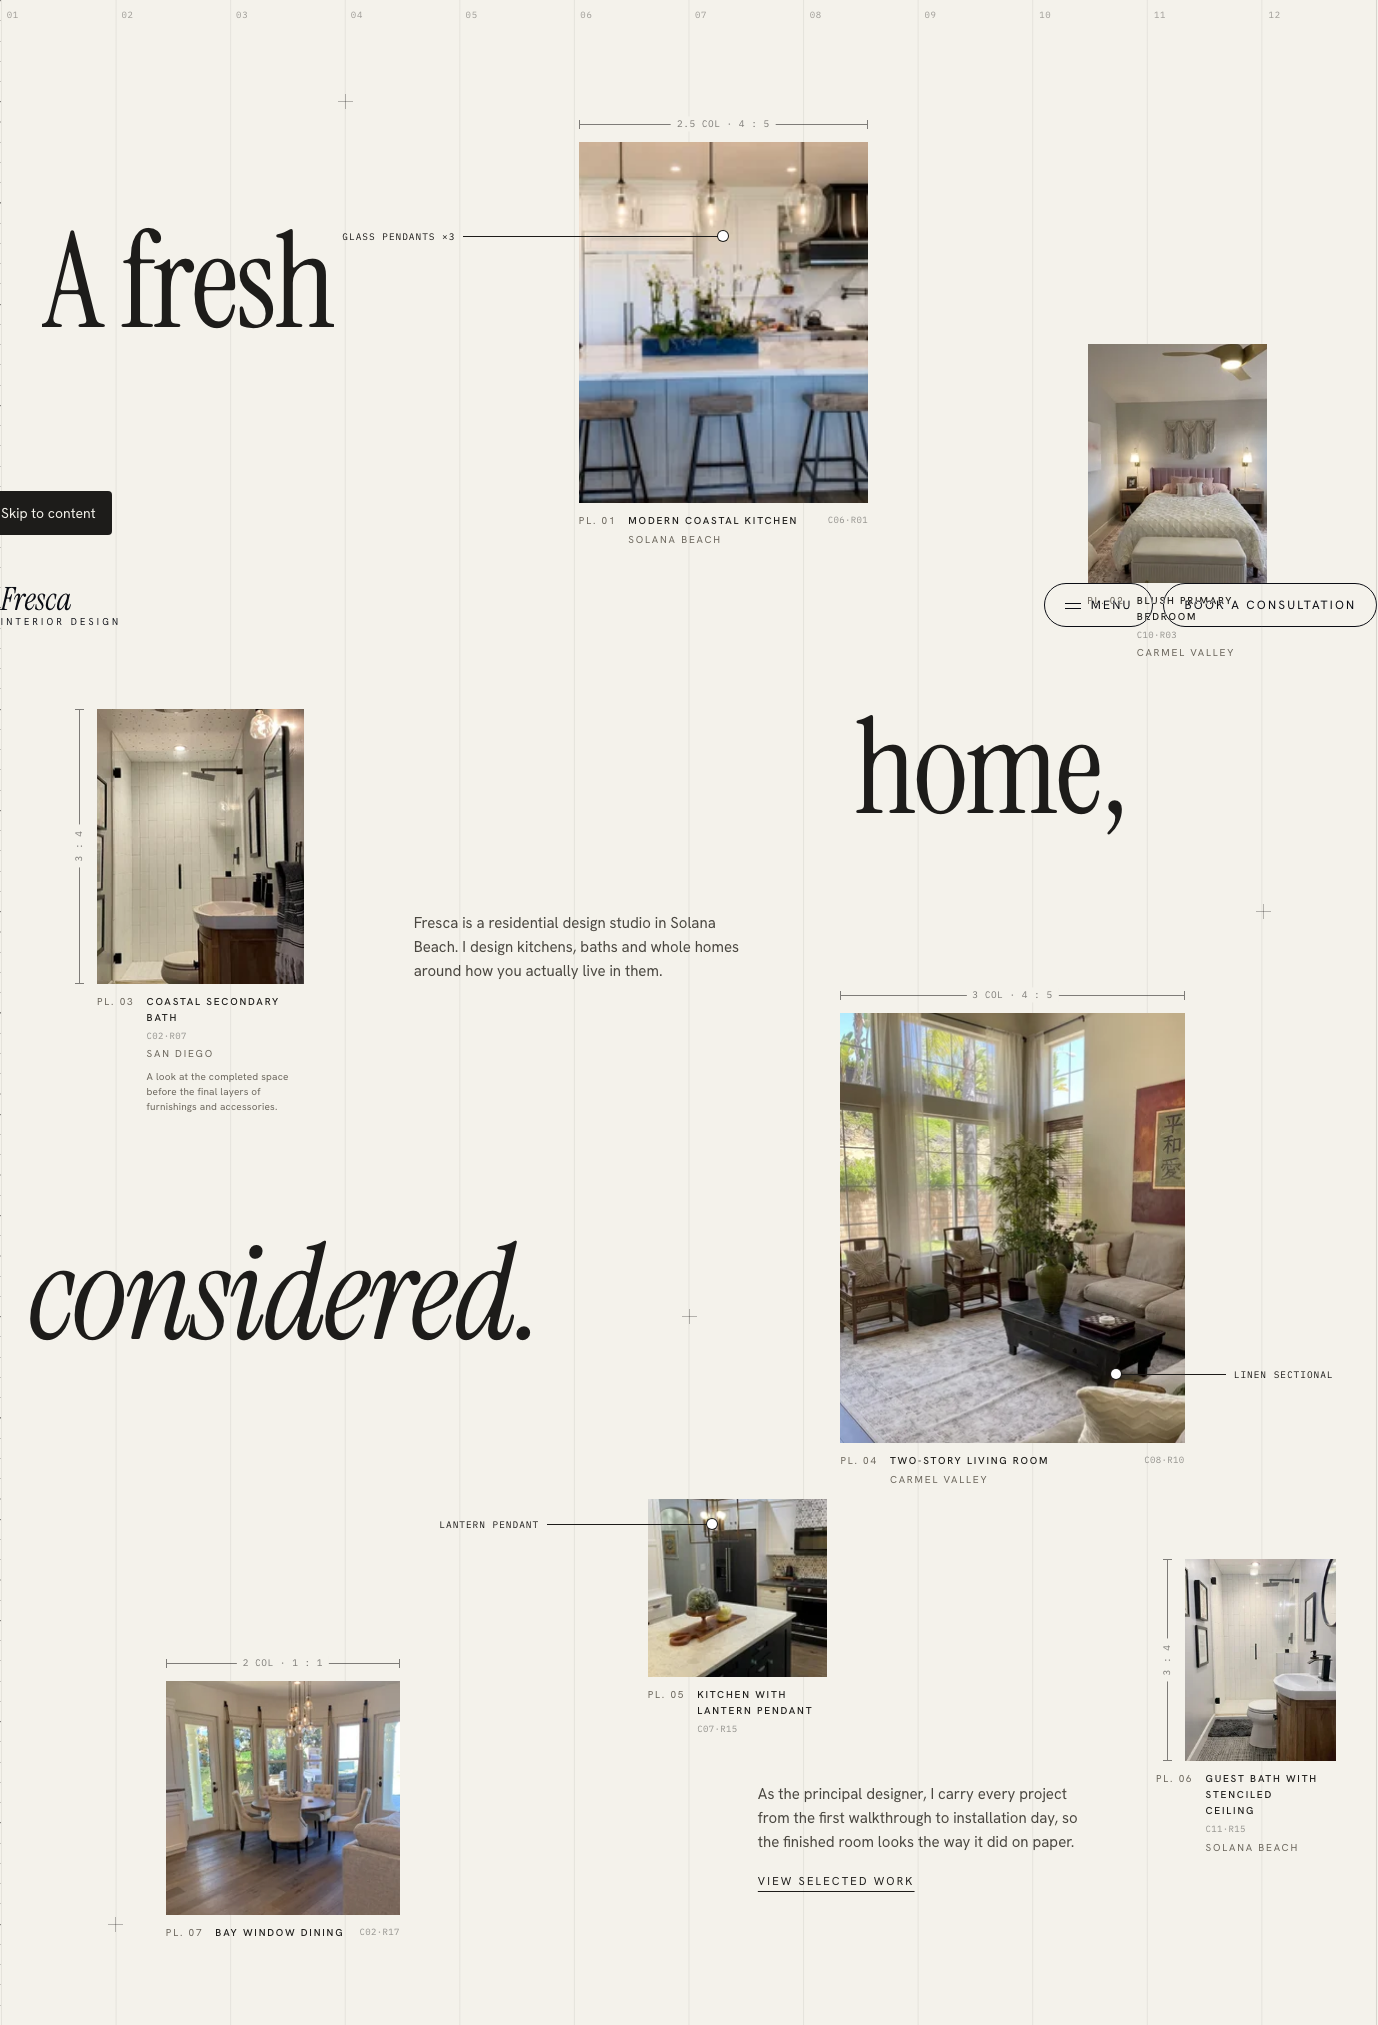 01 02 03 04 05 06 07 08 09 10 11 12
2.5 COL · 4 : 5
GLASS PENDANTS ×3
A fresh
Skip to content
PL. 01 MODERN COASTAL KITCHEN C06·R01
SOLANA BEACH
Fresca
INTERIOR DESIGN
MENU
BOOK A CONSULTATION
PL. 02 BLUSH PRIMARY
BEDROOM
C10·R03
CARMEL VALLEY
home,
3 : 4
PL. 03 COASTAL SECONDARY
BATH
C02·R07
SAN DIEGO
A look at the completed space
before the final layers of
furnishings and accessories.
Fresca is a residential design studio in Solana
Beach. I design kitchens, baths and whole homes
around how you actually live in them.
3 COL · 4 : 5
平
和
愛
considered.
LINEN SECTIONAL
PL. 04 TWO-STORY LIVING ROOM C08·R10
CARMEL VALLEY
LANTERN PENDANT
PL. 05 KITCHEN WITH
LANTERN PENDANT
C07·R15
3 : 4
PL. 06 GUEST BATH WITH
STENCILED
CEILING
C11·R15
SOLANA BEACH
2 COL · 1 : 1
PL. 07 BAY WINDOW DINING C02·R17
As the principal designer, I carry every project
from the first walkthrough to installation day, so
the finished room looks the way it did on paper.
VIEW SELECTED WORK